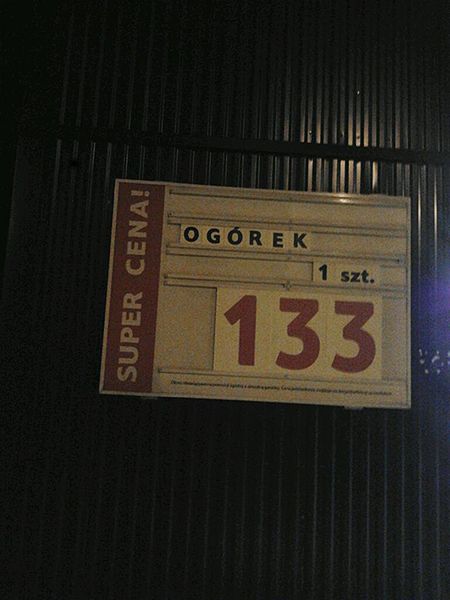 SUPER CENA!
OGÓREK
1 szt.
133